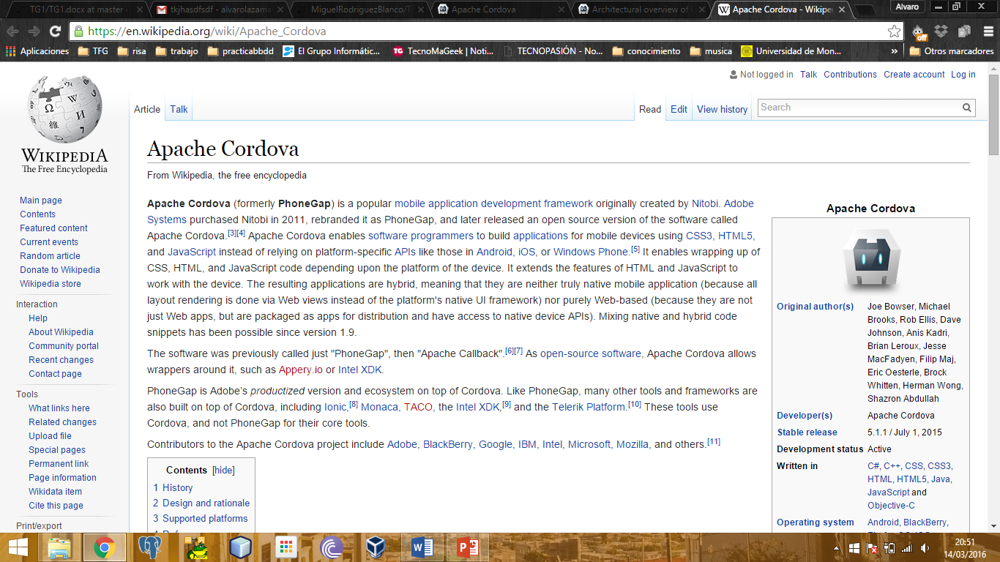 TG1/TG1.docx at master
tkjhasdfsdf - alvarolazama
MiguelRodriguezBlanco/T
Apache Cordova
Architectural overview of
Apache Cordova - Wikipe
Alvaro
https://en.wikipedia.org/wiki/Apache_Cordova
off
Aplicaciones TFG risa trabajo practicabbdd El Grupo Informátic... TG TecnoMaGeek | Noti... TECNOPASIÓN - No... conocimiento musica Universidad de Mon... » Otros marcadores
Not logged in Talk Contributions Create account Log in
Article Talk Read Edit View history Search
WIKIPEDIA
The Free Encyclopedia
Main page
Contents
Featured content
Current events
Random article
Donate to Wikipedia
Wikipedia store
Interaction
Help
About Wikipedia
Community portal
Recent changes
Contact page
Tools
What links here
Related changes
Upload file
Special pages
Permanent link
Page information
Wikidata item
Cite this page
Print/export
Apache Cordova
From Wikipedia, the free encyclopedia
Apache Cordova (formerly PhoneGap) is a popular mobile application development framework originally created by Nitobi. Adobe
Systems purchased Nitobi in 2011, rebranded it as PhoneGap, and later released an open source version of the software called
Apache Cordova.[3][4] Apache Cordova enables software programmers to build applications for mobile devices using CSS3, HTML5,
and JavaScript instead of relying on platform-specific APIs like those in Android, iOS, or Windows Phone.[5] It enables wrapping up of
CSS, HTML, and JavaScript code depending upon the platform of the device. It extends the features of HTML and JavaScript to
work with the device. The resulting applications are hybrid, meaning that they are neither truly native mobile application (because all
layout rendering is done via Web views instead of the platform's native UI framework) nor purely Web-based (because they are not
just Web apps, but are packaged as apps for distribution and have access to native device APIs). Mixing native and hybrid code
snippets has been possible since version 1.9.
The software was previously called just "PhoneGap", then "Apache Callback".[6][7] As open-source software, Apache Cordova allows
wrappers around it, such as Appery.io or Intel XDK.
PhoneGap is Adobe's productized version and ecosystem on top of Cordova. Like PhoneGap, many other tools and frameworks are
also built on top of Cordova, including Ionic,[8] Monaca, TACO, the Intel XDK,[9] and the Telerik Platform.[10] These tools use
Cordova, and not PhoneGap for their core tools.
Contributors to the Apache Cordova project include Adobe, BlackBerry, Google, IBM, Intel, Microsoft, Mozilla, and others.[11]
Contents [hide]
1 History
2 Design and rationale
3 Supported platforms
Apache Cordova
Original author(s) Joe Bowser, Michael
Brooks, Rob Ellis, Dave
Johnson, Anis Kadri,
Brian Leroux, Jesse
MacFadyen, Filip Maj,
Eric Oesterle, Brock
Whitten, Herman Wong,
Shazron Abdullah
Developer(s) Apache Cordova
Stable release 5.1.1 / July 1, 2015
Development status Active
Written in C#, C++, CSS, CSS3,
HTML, HTML5, Java,
JavaScript and
Objective-C
Operating system Android, BlackBerry,
20:51
14/03/2016